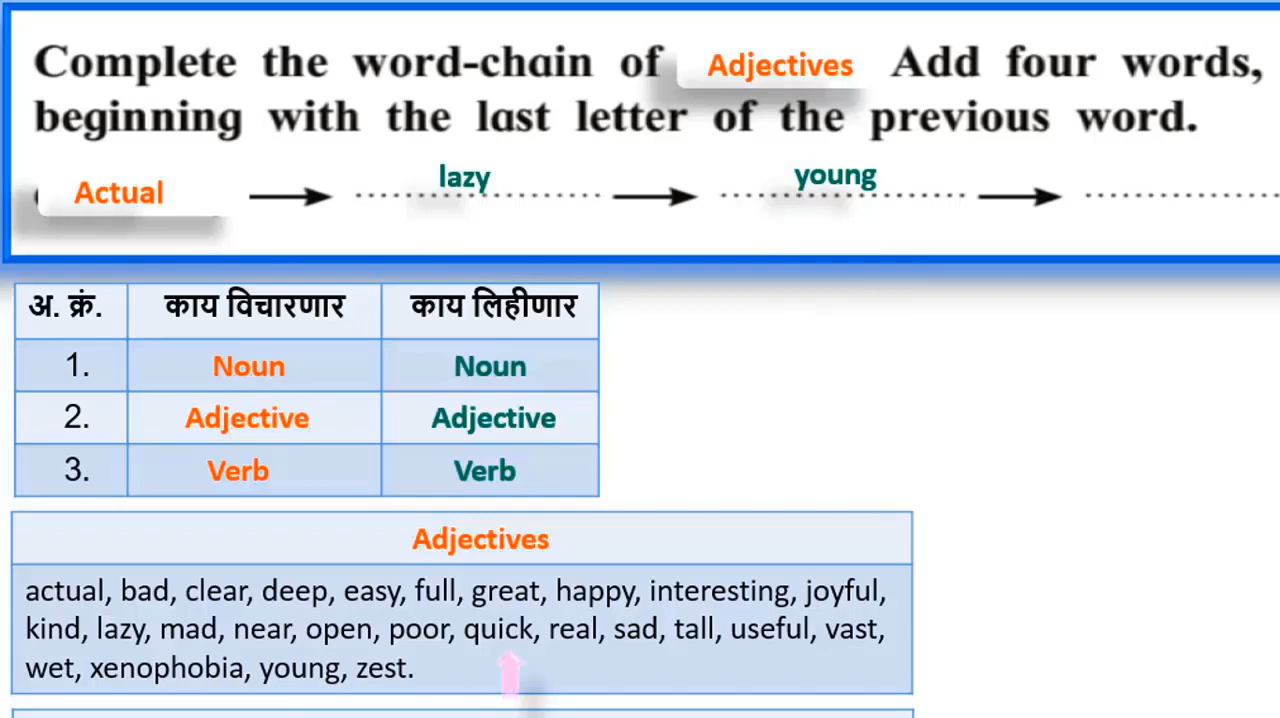 Complete the word-chain of Adjectives Add four words,
beginning with the last letter of the previous word.
Actual lazy young
अ. क्रं. काय विचारणार काय लिहीणार
1. Noun Noun
2. Adjective Adjective
3. Verb Verb
Adjectives
actual, bad, clear, deep, easy, full, great, happy, interesting, joyful,
kind, lazy, mad, near, open, poor, quick, real, sad, tall, useful, vast,
wet, xenophobia, young, zest.